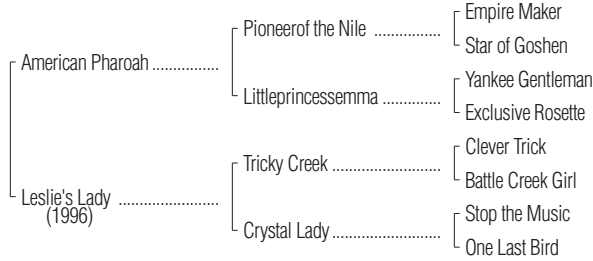 Empire Maker
Pioneerof the Nile ................
Star of Goshen
American Pharoah ................
Yankee Gentleman
Littleprincessemma ..............
Exclusive Rosette
Clever Trick
Tricky Creek ..........................
Battle Creek Girl
Leslie's Lady ........................
(1996)
Stop the Music
Crystal Lady ..........................
One Last Bird